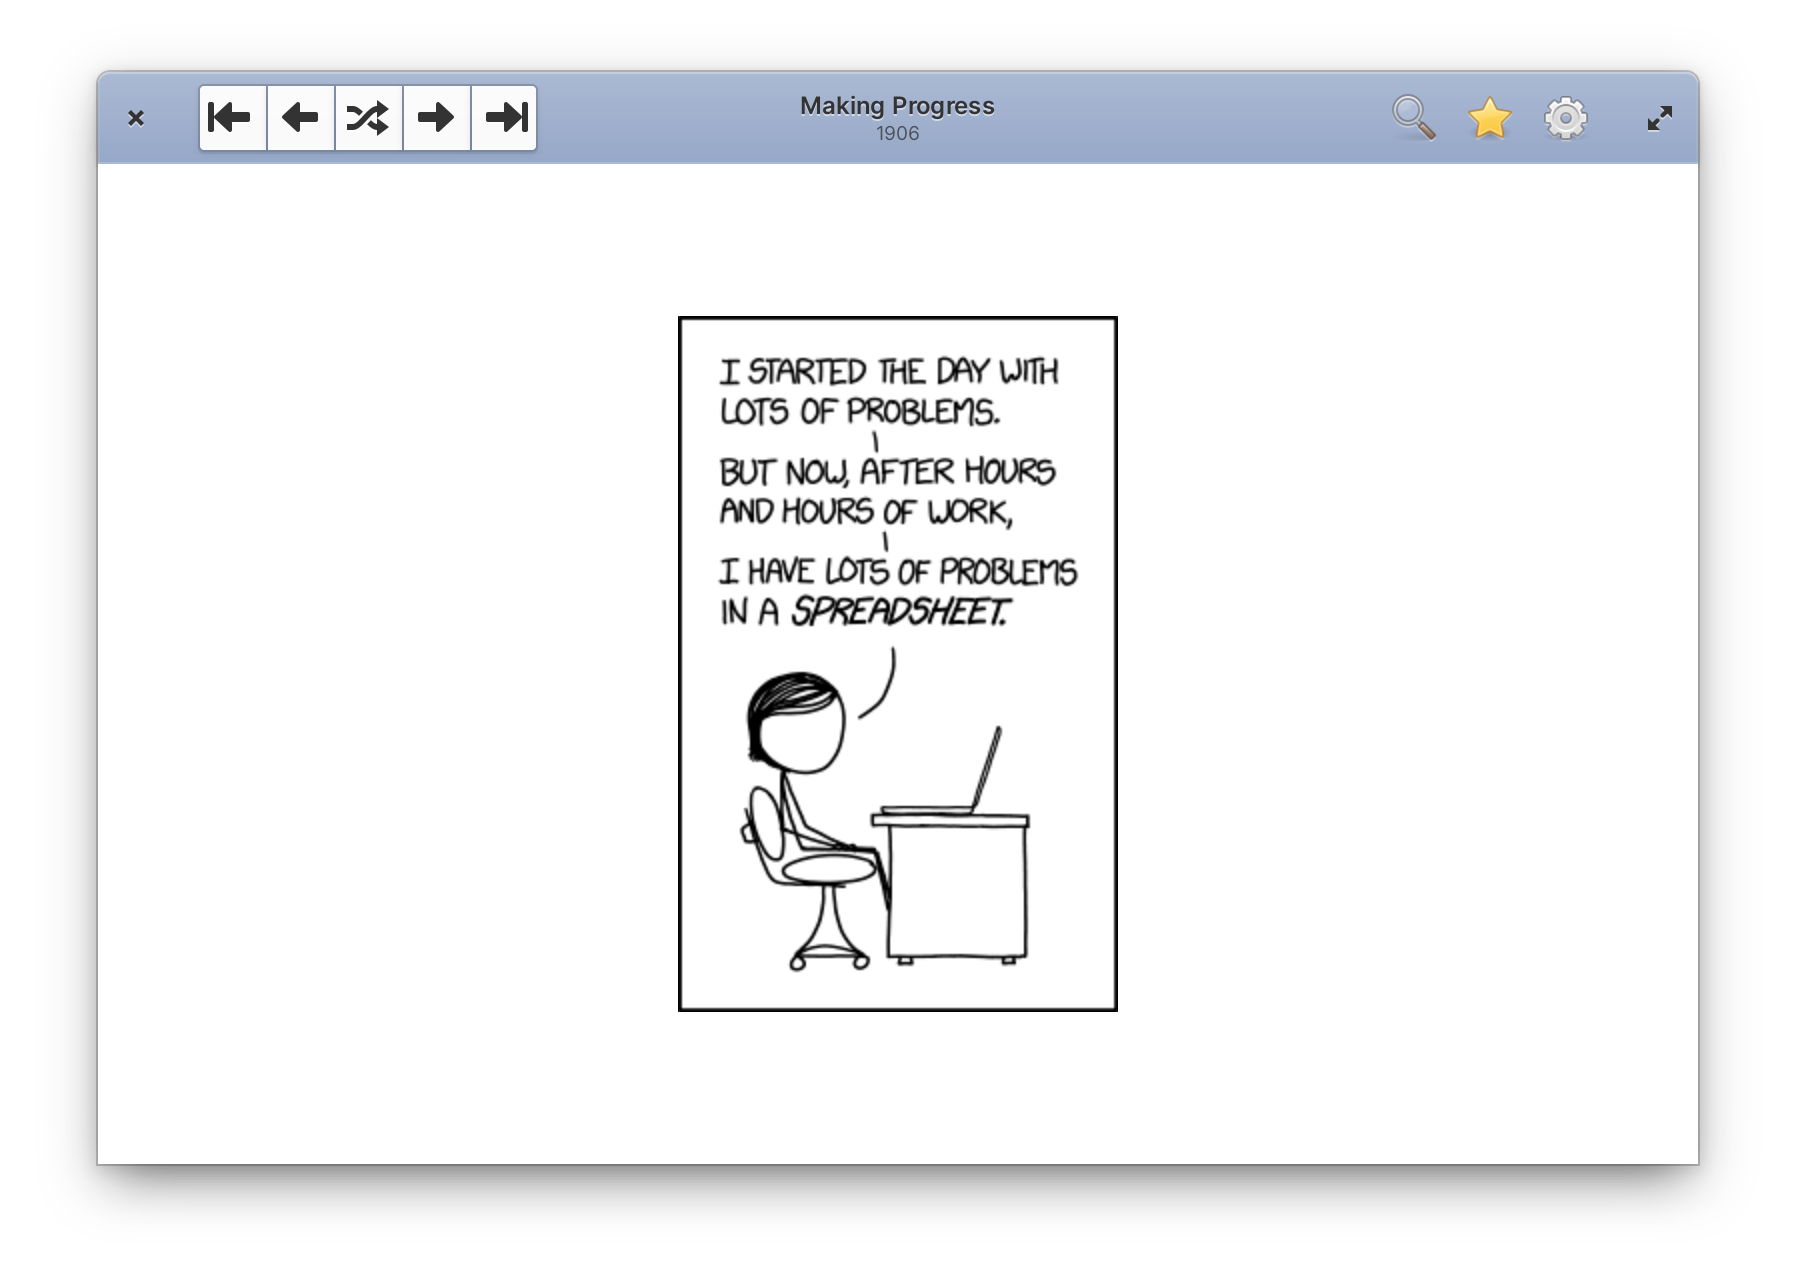 Making Progress
1906
I STARTED THE DAY WITH
LOTS OF PROBLEMS.
BUT NOW, AFTER HOURS
AND HOURS OF WORK,
I HAVE LOTS OF PROBLEMS
IN A SPREADSHEET.